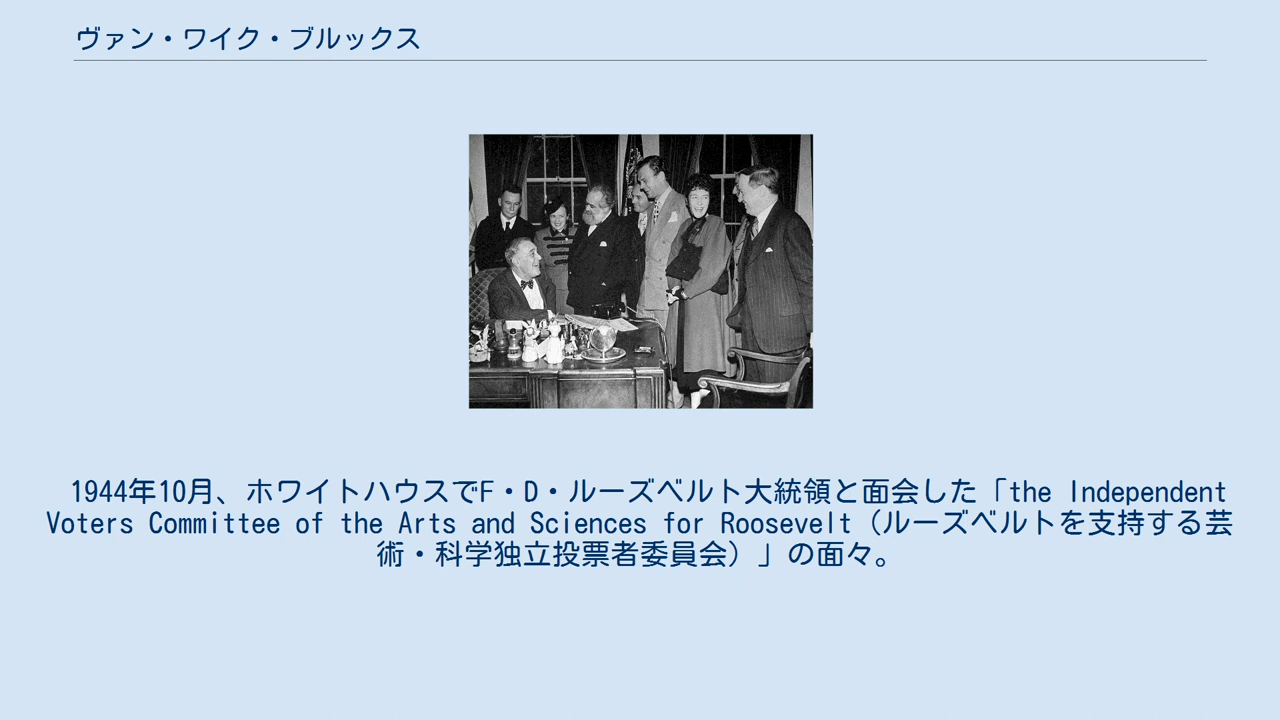 ヴァン・ワイク・ブルックス
1944年10月、ホワイトハウスでF・D・ルーズベルト大統領と面会した「the Independent
Voters Committee of the Arts and Sciences for Roosevelt（ルーズベルトを支持する芸
術・科学独立投票者委員会）」の面々。